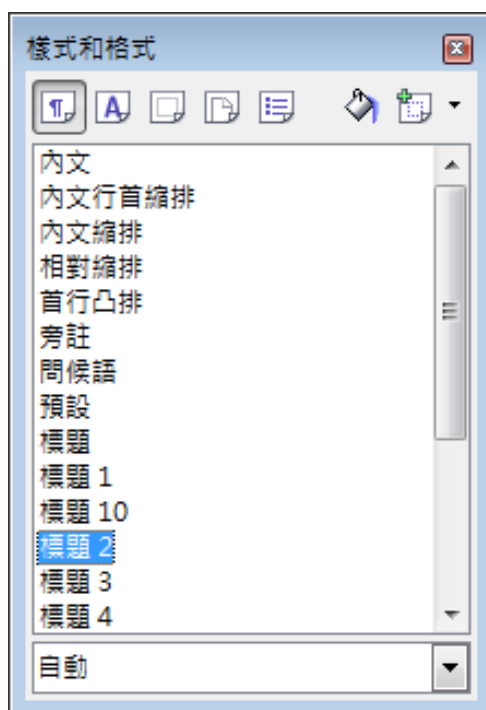 樣式和格式
內文
內文行首縮排
內文縮排
相對縮排
首行凸排
旁註
問候語
預設
標題
標題 1
標題 10
標題 2
標題 3
標題 4
自動